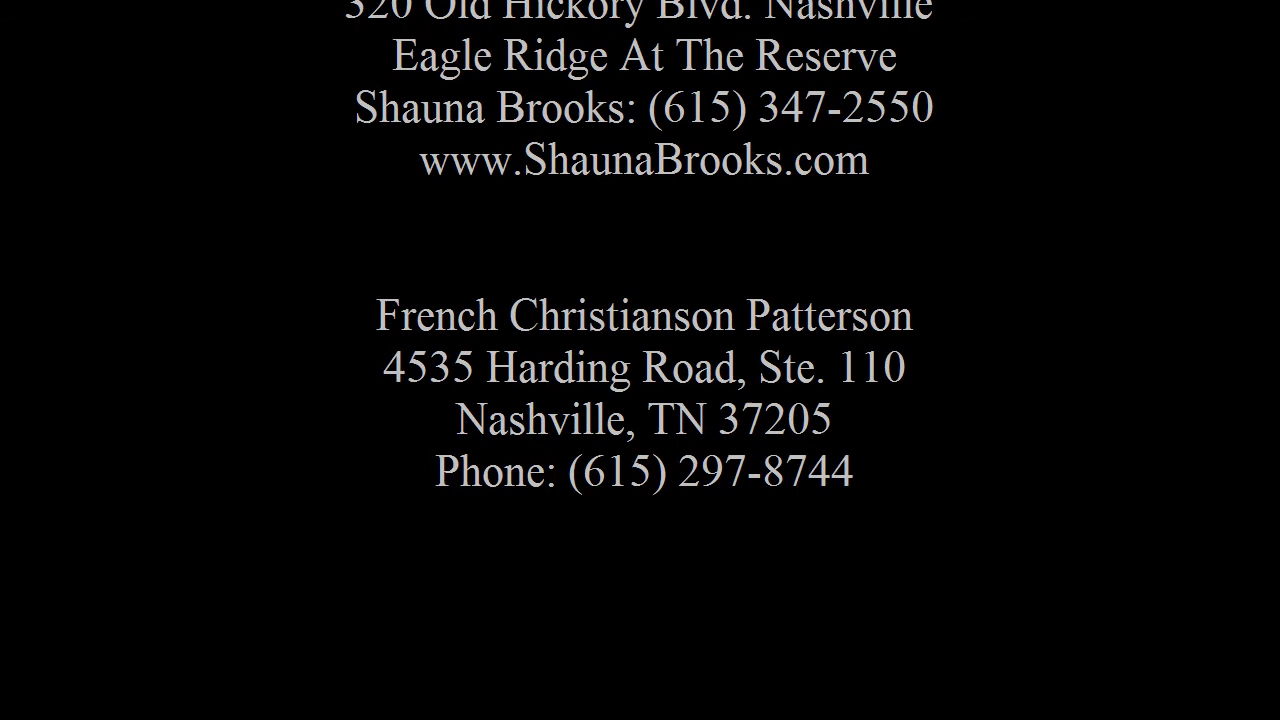 320 Old Hickory Blvd. Nashville
Eagle Ridge At The Reserve
Shauna Brooks: (615) 347-2550
www.ShaunaBrooks.com
French Christianson Patterson
4535 Harding Road, Ste. 110
Nashville, TN 37205
Phone: (615) 297-8744